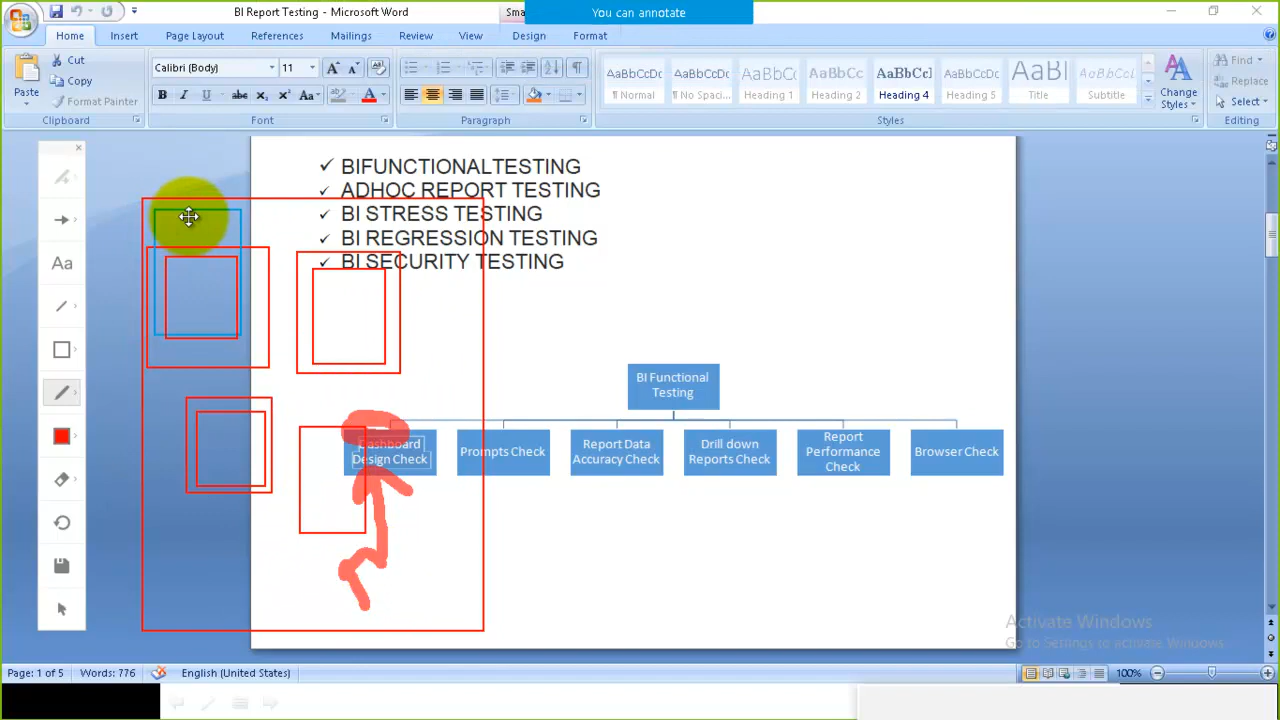 BI Report Testing - Microsoft Word
You can annotate
Home Insert Page Layout References Mailings Review View Design Format
Paste
Cut
Copy
Format Painter
Clipboard
Calibri (Body) 11
Font
Paragraph
AaBbCcDc AaBbCcDc AaBbCc AaBbCc AaBbCc] AaBbCcDc AaBbCcDc
¶ Normal ¶ No Spaci... Heading 1 Heading 2 Heading 4 Heading 5 Title Subtitle
Change
Styles
Styles
Find
Replace
Select
Editing
Aa
✓ BIFUNCTIONALTESTING
✓ ADHOC REPORT TESTING
✓ BI STRESS TESTING
✓ BI REGRESSION TESTING
✓ BI SECURITY TESTING
BI Functional
Testing
Dashboard
Design Check
Prompts Check
Report Data
Accuracy Check
Drill down
Reports Check
Report
Performance
Check
Browser Check
Activate Windows
Go to Settings to activate Windows.
Page: 1 of 5 Words: 776 English (United States) 100%